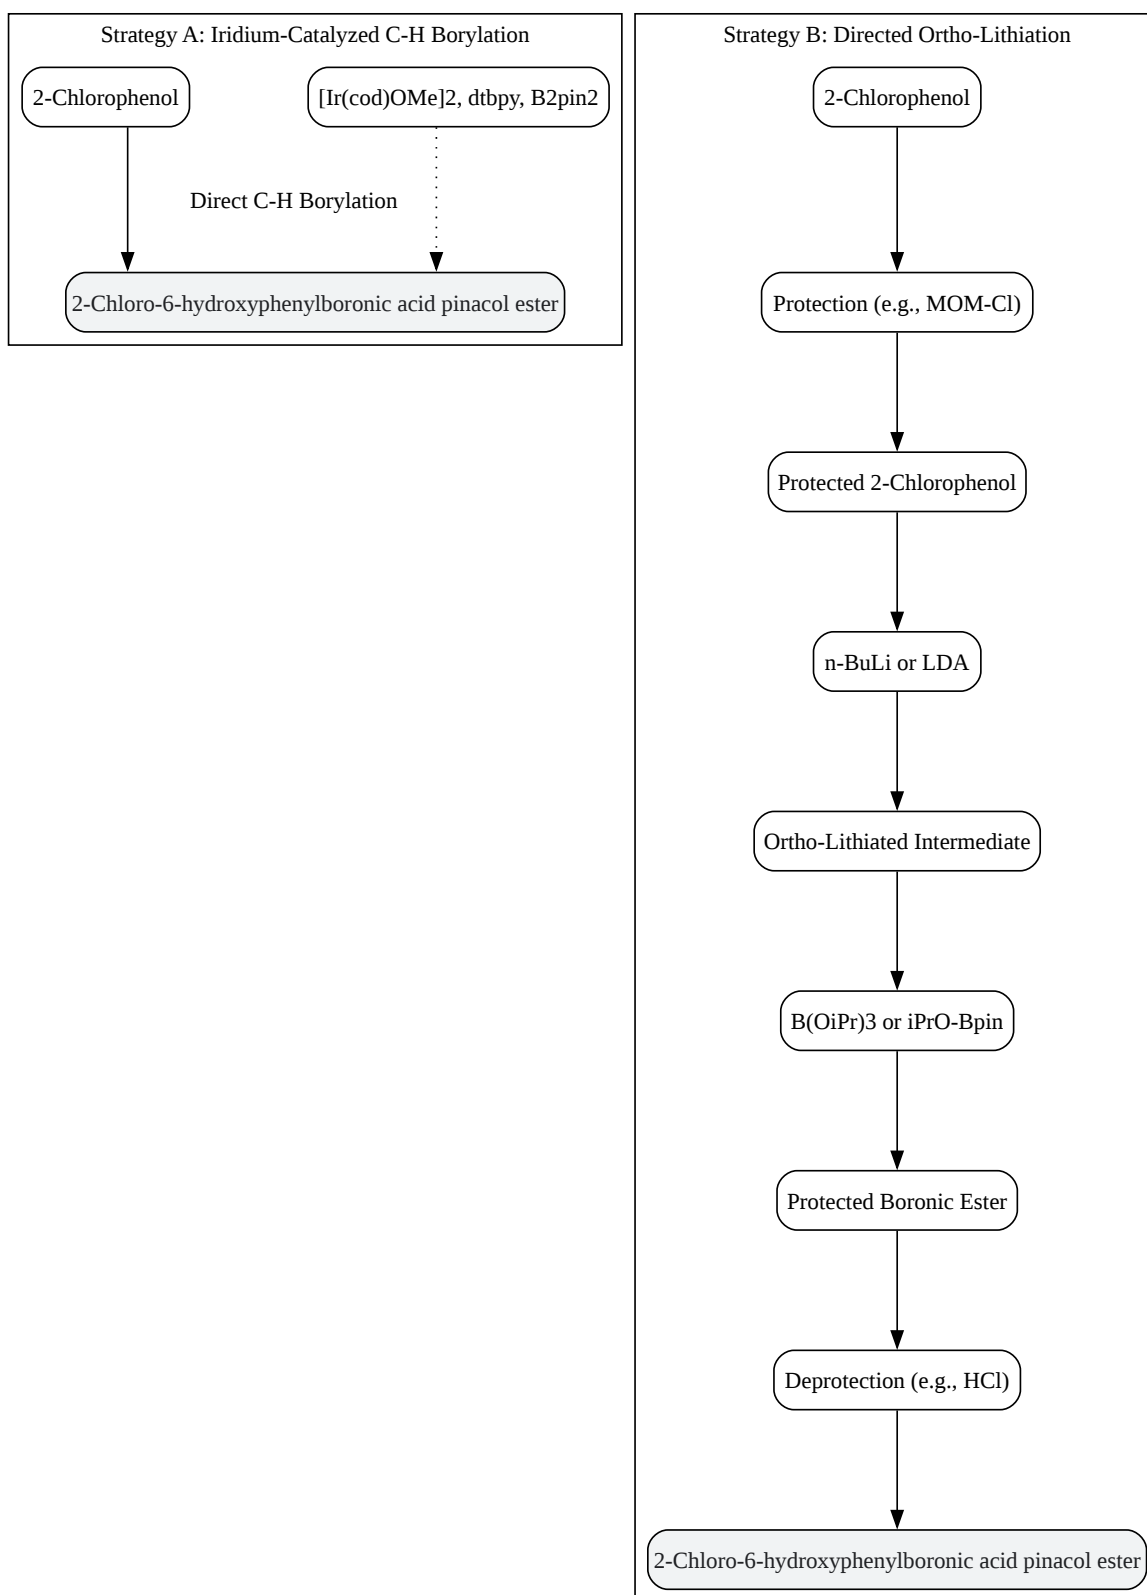 Strategy A: Iridium-Catalyzed C-H Borylation
2-Chlorophenol
[Ir(cod)OMe]2, dtbpy, B2pin2
Direct C-H Borylation
2-Chloro-6-hydroxyphenylboronic acid pinacol ester
Strategy B: Directed Ortho-Lithiation
2-Chlorophenol
Protection (e.g., MOM-Cl)
Protected 2-Chlorophenol
n-BuLi or LDA
Ortho-Lithiated Intermediate
B(OiPr)3 or iPrO-Bpin
Protected Boronic Ester
Deprotection (e.g., HCl)
2-Chloro-6-hydroxyphenylboronic acid pinacol ester